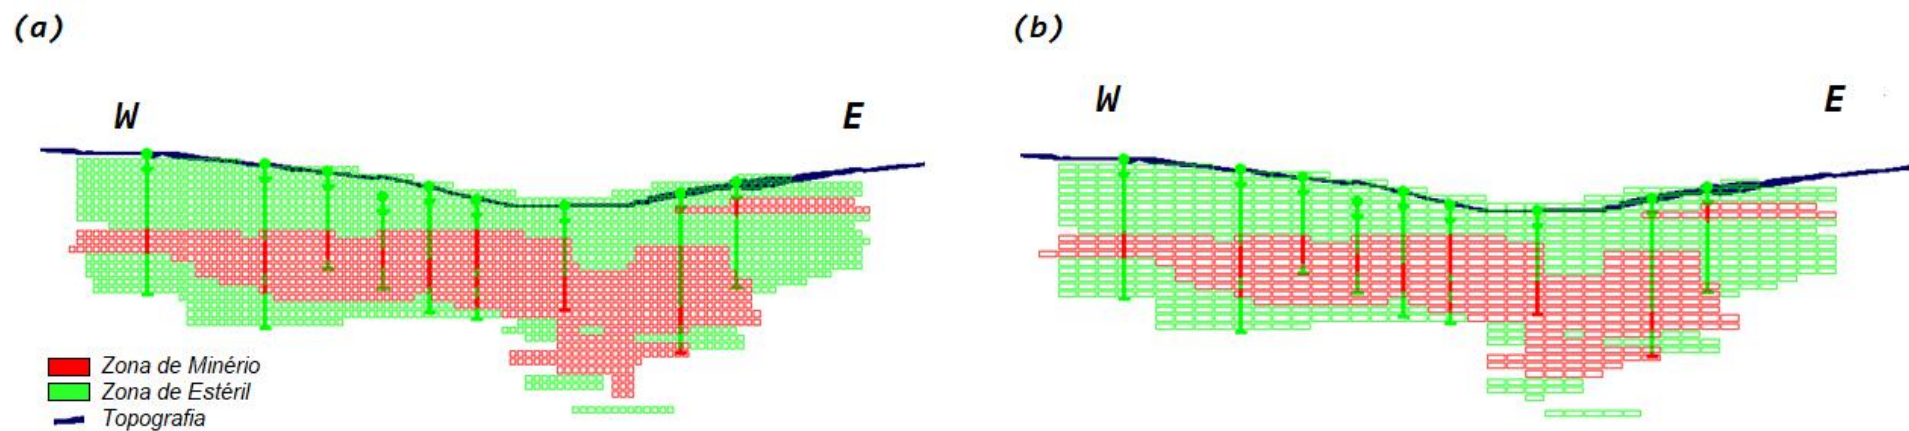 (a)
(b)
W
E
W
E
Zona de Minério
Zona de Estéril
Topografia